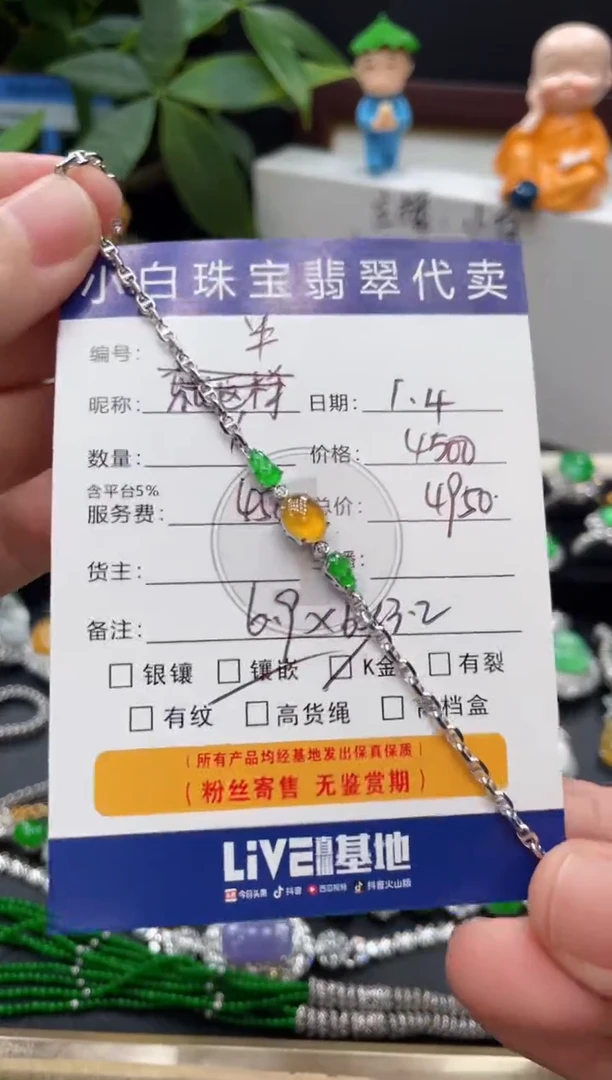 小白珠宝翡翠代卖
编号: 半
昵称: 日期: 1.4
数量: 价格: 4500
含平台5%
服务费: 45 总价: 4950
货主:
备注: 6.9×6.×3.2
□ 银镶 □ 镶嵌 □ K金 □ 有裂
□ 有纹 □ 高货绳 □ 高档盒
(所有产品均经基地发出保真保质)
(粉丝寄售 无鉴赏期)
LiVE直播基地
今日头条 抖音 西瓜视频 抖音火山版